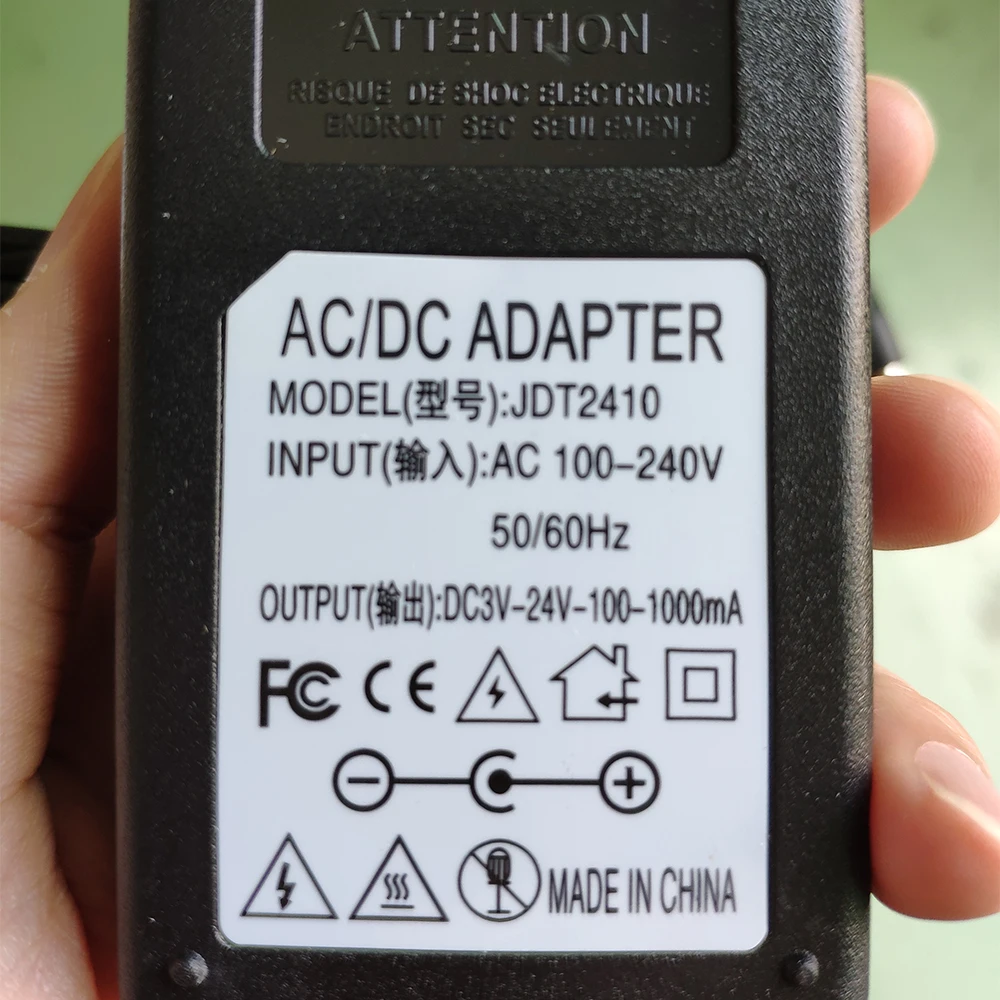 ATTENTION
RISQUE DE SHOC ELECTRIQUE
ENDROIT SEC SEULEMENT
AC/DC ADAPTER
MODEL(型号):JDT2410
INPUT(输入):AC 100-240V
50/60Hz
OUTPUT(输出):DC3V-24V-100-1000mA
FC CE
MADE IN CHINA